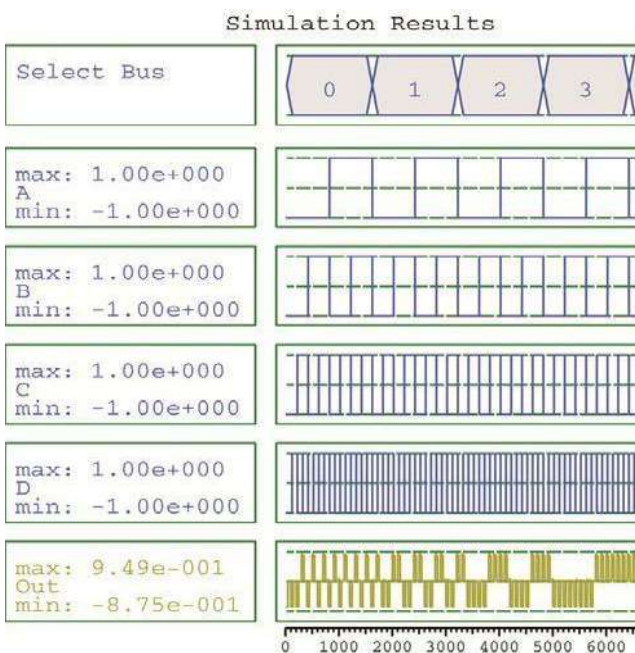 Simulation Results
Select Bus
0 1 2 3
max: 1.00e+000
A
min: -1.00e+000
max: 1.00e+000
B
min: -1.00e+000
max: 1.00e+000
C
min: -1.00e+000
max: 1.00e+000
D
min: -1.00e+000
max: 9.49e-001
Out
min: -8.75e-001
0 1000 2000 3000 4000 5000 6000